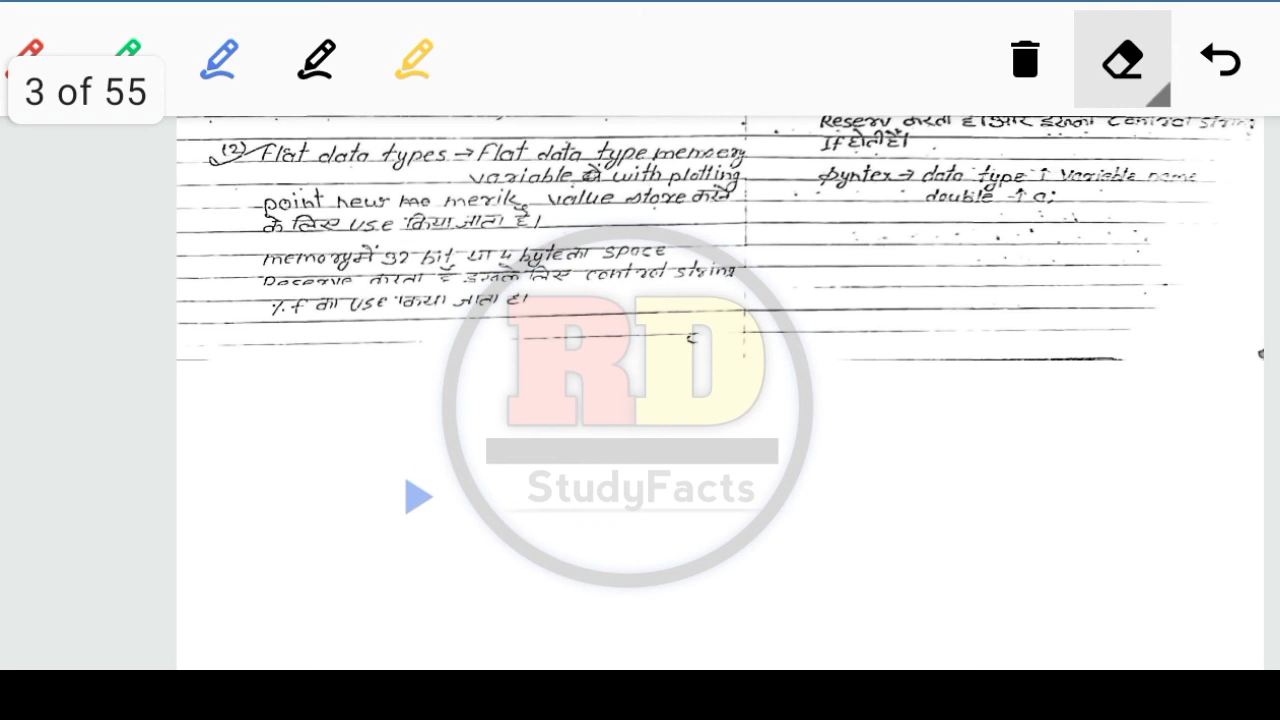 3 of 55
(2) Flat data types → Flat data type memory
variable में with plotting
point new me merik value store करने
के लिए use किया जाता है।
memory में 32 bit या 4 byte का space
Reserve करता है इसके लिए control string
%f का use किया जाता है।
Reserv करता है। और इसका control string
lf होती हैं।
Syntex → data type ↑ Variable name
double ↑ a;
RD
StudyFacts